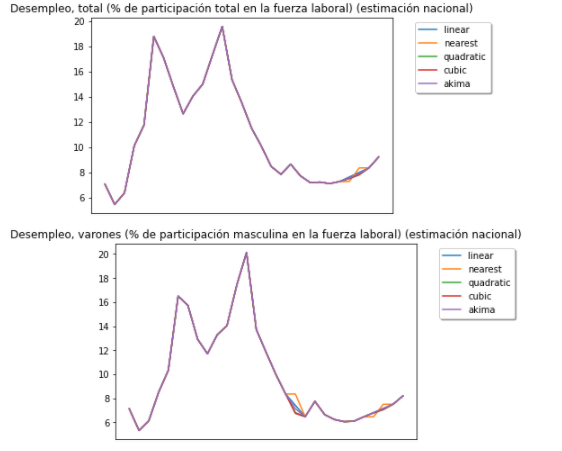 Desempleo, total (% de participación total en la fuerza laboral) (estimación nacional)
20
18
16
14
12
10
8
6
linear
nearest
quadratic
cubic
akima
Desempleo, varones (% de participación masculina en la fuerza laboral) (estimación nacional)
20
18
16
14
12
10
8
6
linear
nearest
quadratic
cubic
akima